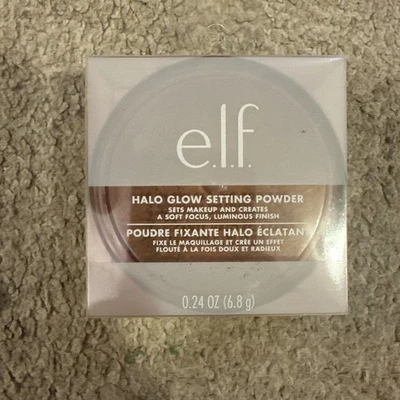 e.l.f.
HALO GLOW SETTING POWDER
SETS MAKEUP AND CREATES
A SOFT FOCUS, LUMINOUS FINISH
POUDRE FIXANTE HALO ÉCLATAN
FIXE LE MAQUILLAGE ET CRÉE UN EFFET
FLOUTÉ À LA FOIS DOUX ET RADIEUX
0.24 OZ (6.8 g)